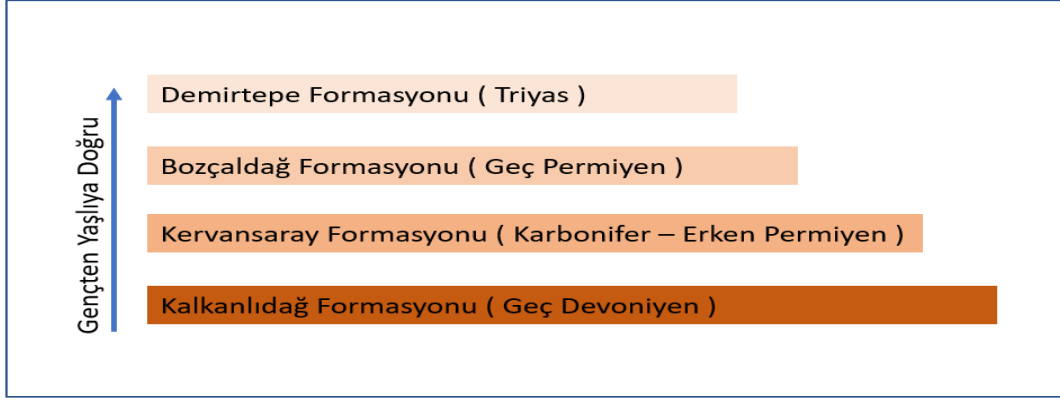 Gençten Yaşlıya Doğru
Demirtepe Formasyonu ( Triyas )
Bozçaldağ Formasyonu ( Geç Permiyen )
Kervansaray Formasyonu ( Karbonifer – Erken Permiyen )
Kalkanlıdağ Formasyonu ( Geç Devoniyen )